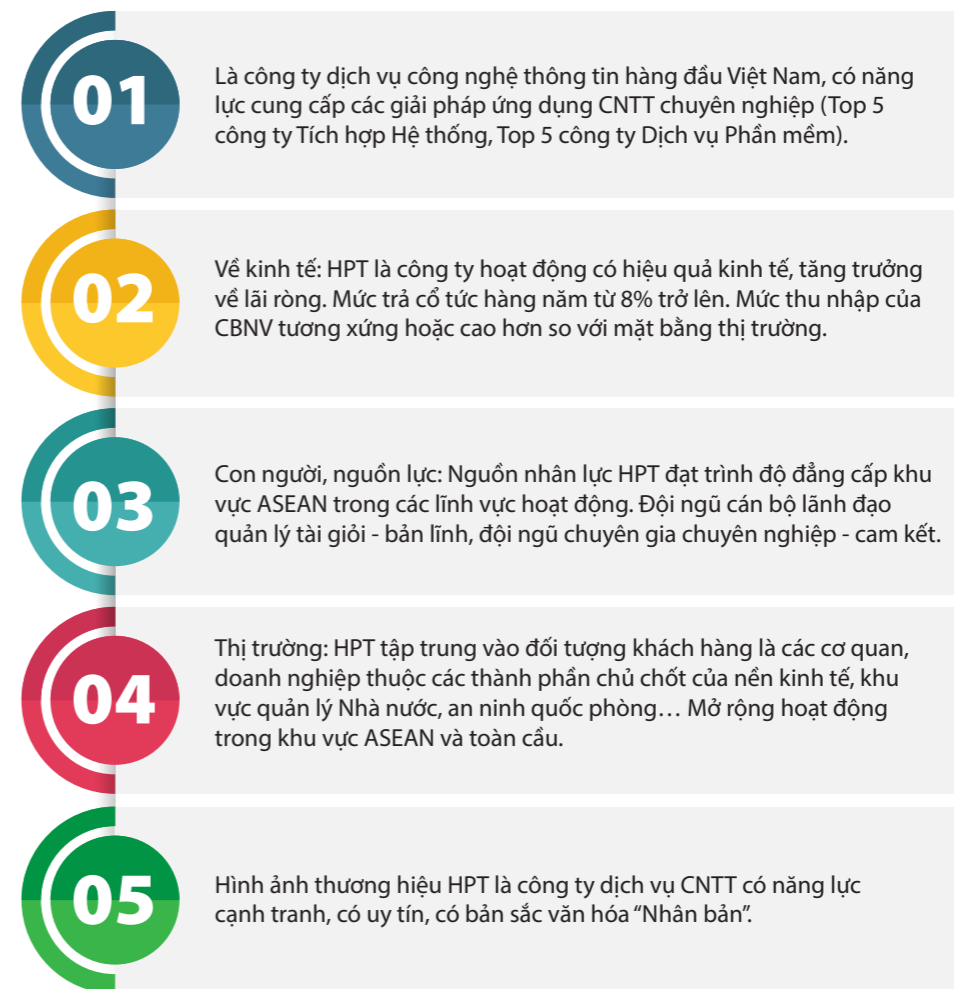 01
Là công ty dịch vụ công nghệ thông tin hàng đầu Việt Nam, có năng
lực cung cấp các giải pháp ứng dụng CNTT chuyên nghiệp (Top 5
công ty Tích hợp Hệ thống, Top 5 công ty Dịch vụ Phần mềm).
02
Về kinh tế: HPT là công ty hoạt động có hiệu quả kinh tế, tăng trưởng
về lãi ròng. Mức trả cổ tức hàng năm từ 8% trở lên. Mức thu nhập của
CBNV tương xứng hoặc cao hơn so với mặt bằng thị trường.
03
Con người, nguồn lực: Nguồn nhân lực HPT đạt trình độ đẳng cấp khu
vực ASEAN trong các lĩnh vực hoạt động. Đội ngũ cán bộ lãnh đạo
quản lý tài giỏi - bản lĩnh, đội ngũ chuyên gia chuyên nghiệp - cam kết.
04
Thị trường: HPT tập trung vào đối tượng khách hàng là các cơ quan,
doanh nghiệp thuộc các thành phần chủ chốt của nền kinh tế, khu
vực quản lý Nhà nước, an ninh quốc phòng… Mở rộng hoạt động
trong khu vực ASEAN và toàn cầu.
05
Hình ảnh thương hiệu HPT là công ty dịch vụ CNTT có năng lực
cạnh tranh, có uy tín, có bản sắc văn hóa “Nhân bản”.